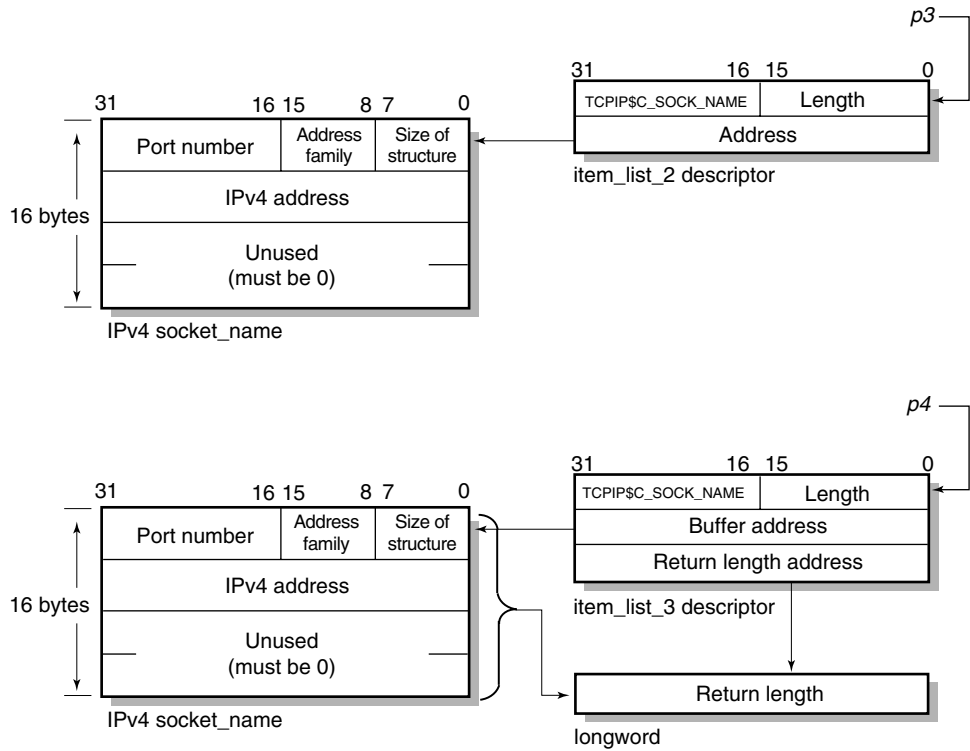 p3
31 16 15 0
TCPIP$C_SOCK_NAME Length
Address
item_list_2 descriptor
31 16 15 8 7 0
Port number Address family Size of structure
IPv4 address
16 bytes
Unused
(must be 0)
IPv4 socket_name
p4
31 16 15 0
TCPIP$C_SOCK_NAME Length
Buffer address
Return length address
item_list_3 descriptor
31 16 15 8 7 0
Port number Address family Size of structure
IPv4 address
16 bytes
Unused
(must be 0)
IPv4 socket_name
Return length
longword